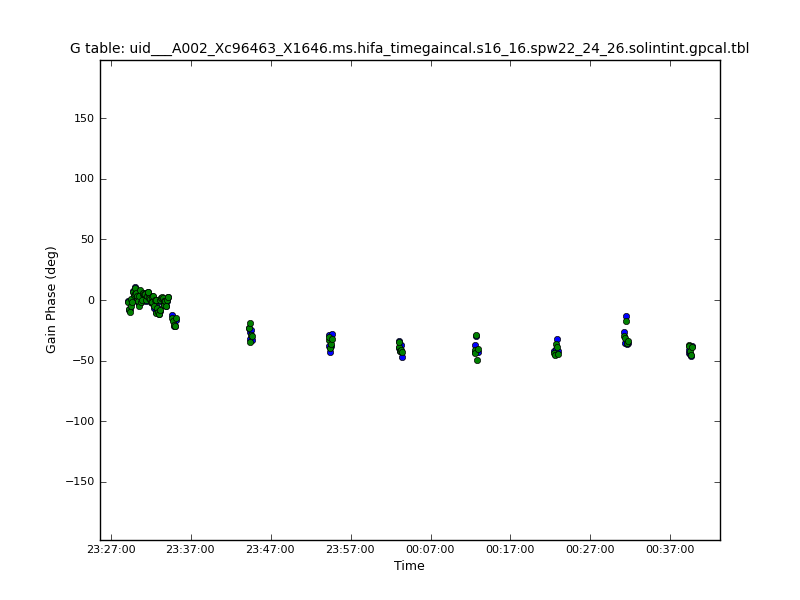 G table: uid___A002_Xc96463_X1646.ms.hifa_timegaincal.s16_16.spw22_24_26.solintint.gpcal.tbl
150
100
50
0
−50
−100
−150
Gain Phase (deg)
23:27:00 23:37:00 23:47:00 23:57:00 00:07:00 00:17:00 00:27:00 00:37:00
Time